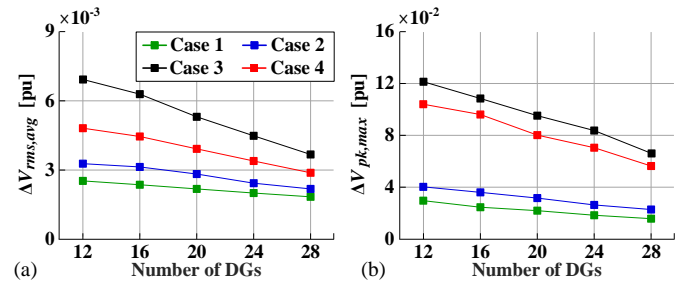 ×10⁻³
9
6
3
0
ΔVrms,avg [pu]
Case 1
Case 2
Case 3
Case 4
12 16 20 24 28
(a)
Number of DGs
×10⁻²
16
12
8
4
0
ΔVpk,max [pu]
12 16 20 24 28
(b)
Number of DGs